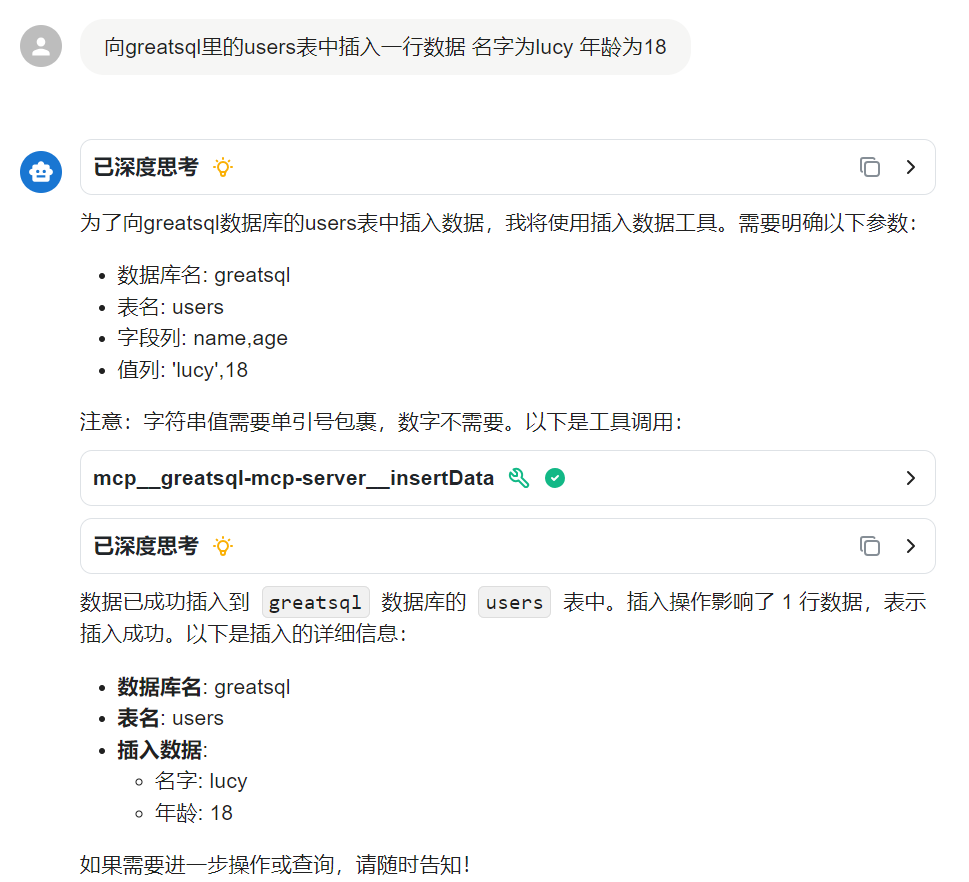 向greatsql里的users表中插入一行数据 名字为lucy 年龄为18
已深度思考
为了向greatsql数据库的users表中插入数据，我将使用插入数据工具。需要明确以下参数：
• 数据库名: greatsql
• 表名: users
• 字段列: name,age
• 值列: 'lucy',18
注意：字符串值需要单引号包裹，数字不需要。以下是工具调用：
mcp__greatsql-mcp-server__insertData
已深度思考
数据已成功插入到 greatsql 数据库的 users 表中。插入操作影响了 1 行数据，表示
插入成功。以下是插入的详细信息：
• 数据库名: greatsql
• 表名: users
• 插入数据:
◦ 名字: lucy
◦ 年龄: 18
如果需要进一步操作或查询，请随时告知！